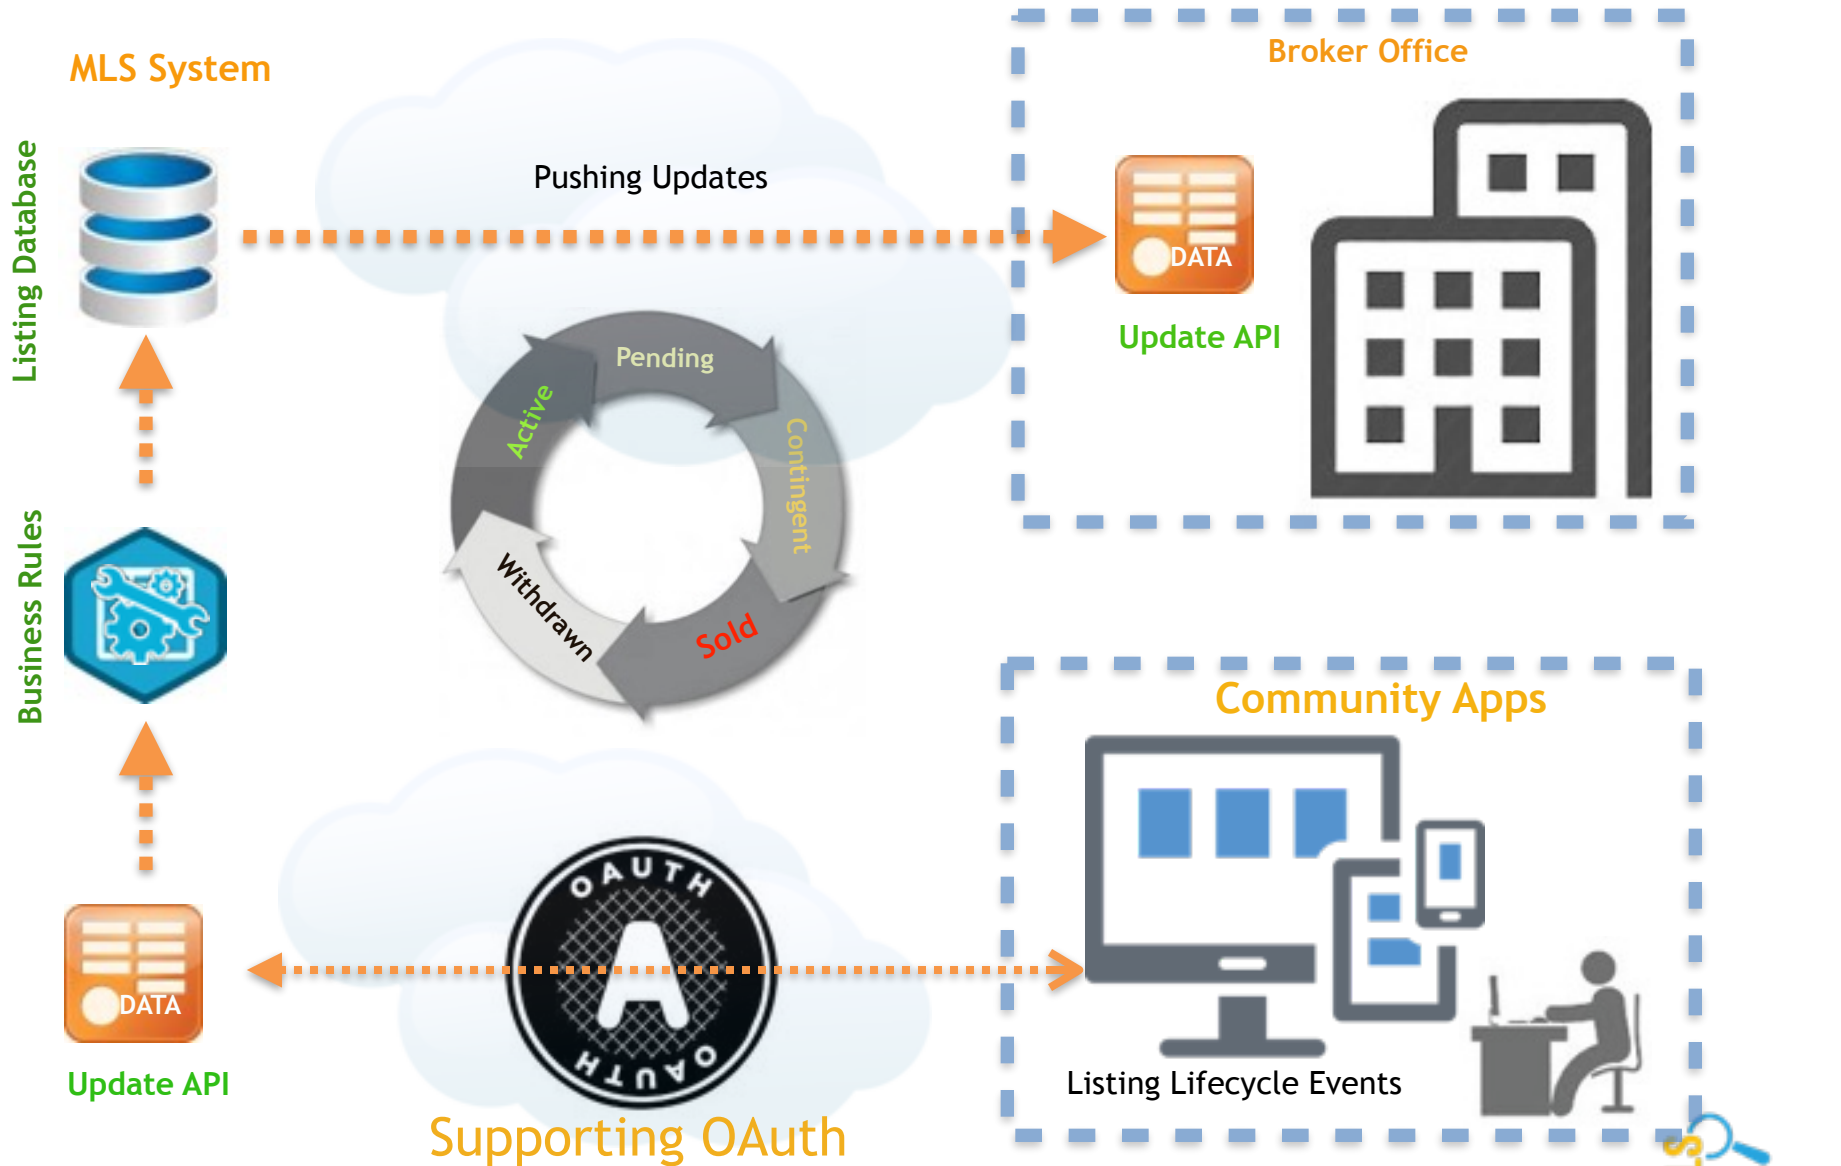 MLS System
Broker Office
Listing Database
Pushing Updates
DATA
Update API
Pending
Active
Contingent
Business Rules
Withdrawn
Sold
Community Apps
OAUTH
OAUTH
DATA
Update API
Listing Lifecycle Events
Supporting OAuth